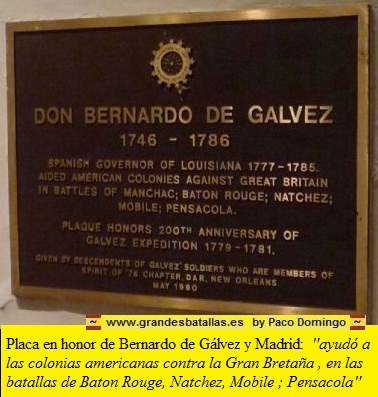 DON BERNARDO DE GALVEZ
1746 - 1786
SPANISH GOVERNOR OF LOUISIANA 1777-1785.
AIDED AMERICAN COLONIES AGAINST GREAT BRITAIN
IN BATTLES OF MANCHAC; BATON ROUGE; NATCHEZ;
MOBILE; PENSACOLA.
PLAQUE HONORS 200TH ANNIVERSARY OF
GALVEZ EXPEDITION 1779-1781.
GIVEN BY DESCENDENTS OF GALVEZ' SOLDIERS WHO ARE MEMBERS OF
SPIRIT OF '76 CHAPTER, DAR, NEW ORLEANS
MAY 1980
www.grandesbatallas.es by Paco Domingo
Placa en honor de Bernardo de Gálvez y Madrid: "ayudó a
las colonias americanas contra la Gran Bretaña , en las
batallas de Baton Rouge, Natchez, Mobile ; Pensacola"